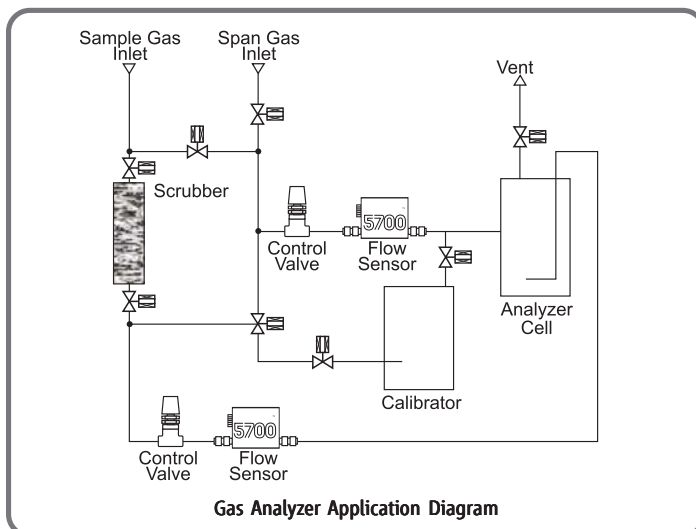 Sample Gas
Inlet
Span Gas
Inlet
Vent
Scrubber
5700
Control
Valve
Flow
Sensor
Analyzer
Cell
Calibrator
5700
Control
Valve
Flow
Sensor
Gas Analyzer Application Diagram